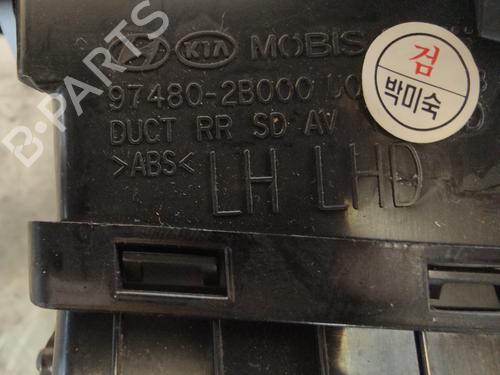 KIA MOBIS
97480-2B000
DUCT RR SD AV
>ABS< LH LHD
검
박미숙
B-PARTS